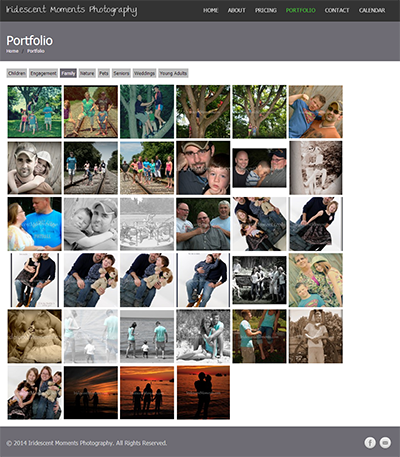 Iridescent Moments Photography
HOME ABOUT PRICING PORTFOLIO CONTACT CALENDAR
Portfolio
Home Portfolio
Children Engagement Family Nature Pets Seniors Weddings Young Adults
© 2014 Iridescent Moments Photography. All Rights Reserved.